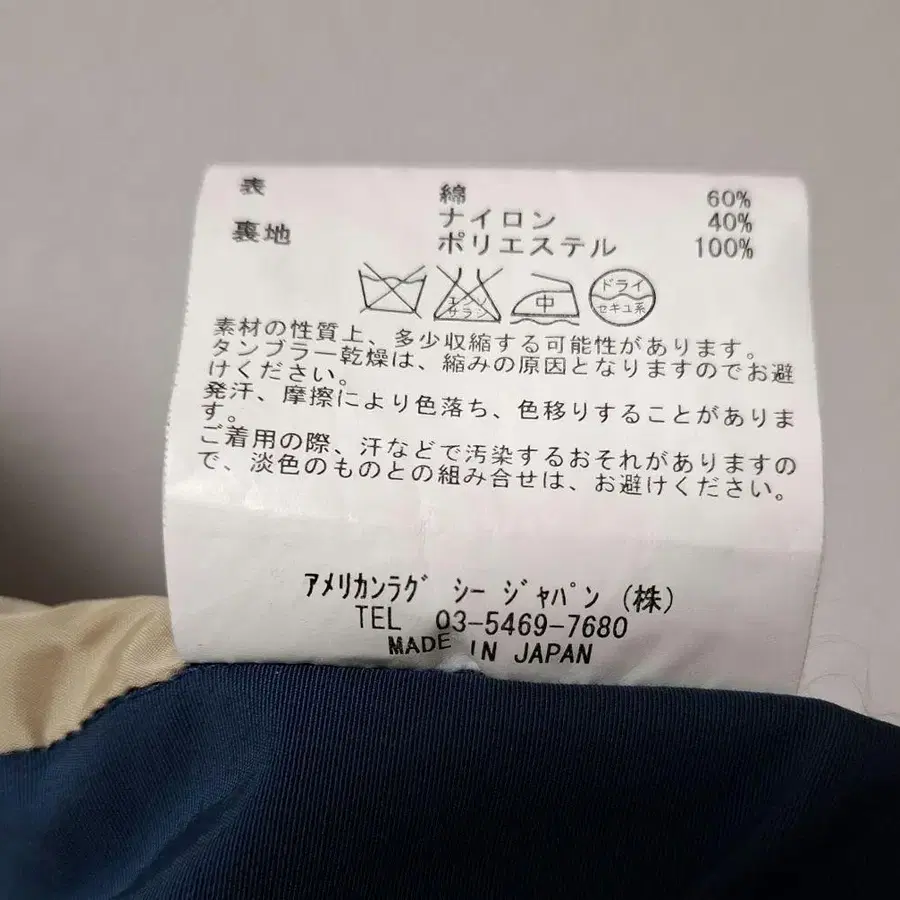 表 綿 60%
ナイロン 40%
裏地 ポリエステル 100%
エンソ サラシ 中 ドライ セキユ系
素材の性質上、多少収縮する可能性があります。
タンブラー乾燥は、縮みの原因となりますのでお避
けください。
発汗、摩擦により色落ち、色移りすることがありま
す。
ご着用の際、汗などで汚染するおそれがありますの
で、淡色のものとの組み合せは、お避けください。
アメリカンラグ シー ジャパン(株)
TEL 03-5469-7680
MADE IN JAPAN